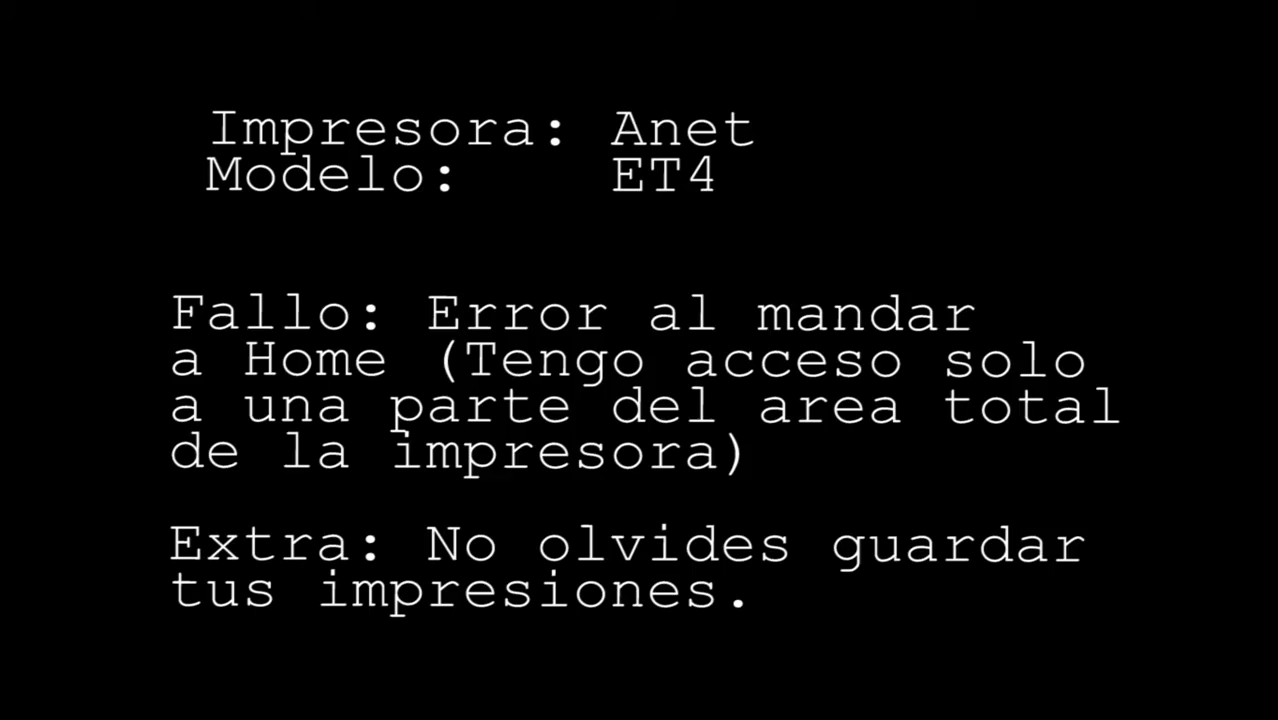 Impresora: Anet
Modelo: ET4
Fallo: Error al mandar
a Home (Tengo acceso solo
a una parte del area total
de la impresora)
Extra: No olvides guardar
tus impresiones.